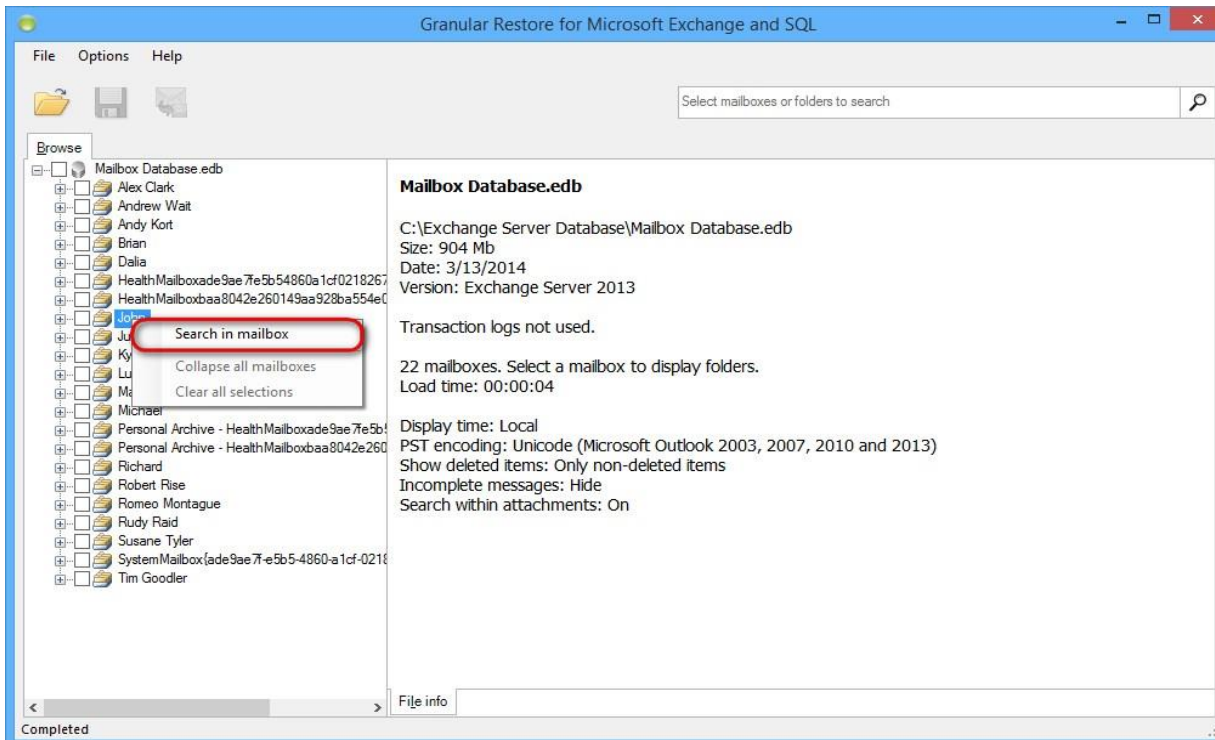 Granular Restore for Microsoft Exchange and SQL
File Options Help
Select mailboxes or folders to search
Browse
Mailbox Database.edb
Alex Clark
Andrew Wait
Andy Kort
Brian
Dalia
HealthMailboxade9ae7fe5b54860a1cf0218267
HealthMailboxbaa8042e260149aa928ba554e0
John
Ju
Ky
Lu
Ma
Michael
Personal Archive - HealthMailboxade9ae7fe5b5
Personal Archive - HealthMailboxbaa8042e260
Richard
Robert Rise
Romeo Montague
Rudy Raid
Susane Tyler
SystemMailbox{ade9ae7f-e5b5-4860-a1cf-0218
Tim Goodler
Search in mailbox
Collapse all mailboxes
Clear all selections
Mailbox Database.edb
C:\Exchange Server Database\Mailbox Database.edb
Size: 904 Mb
Date: 3/13/2014
Version: Exchange Server 2013
Transaction logs not used.
22 mailboxes. Select a mailbox to display folders.
Load time: 00:00:04
Display time: Local
PST encoding: Unicode (Microsoft Outlook 2003, 2007, 2010 and 2013)
Show deleted items: Only non-deleted items
Incomplete messages: Hide
Search within attachments: On
File info
Completed